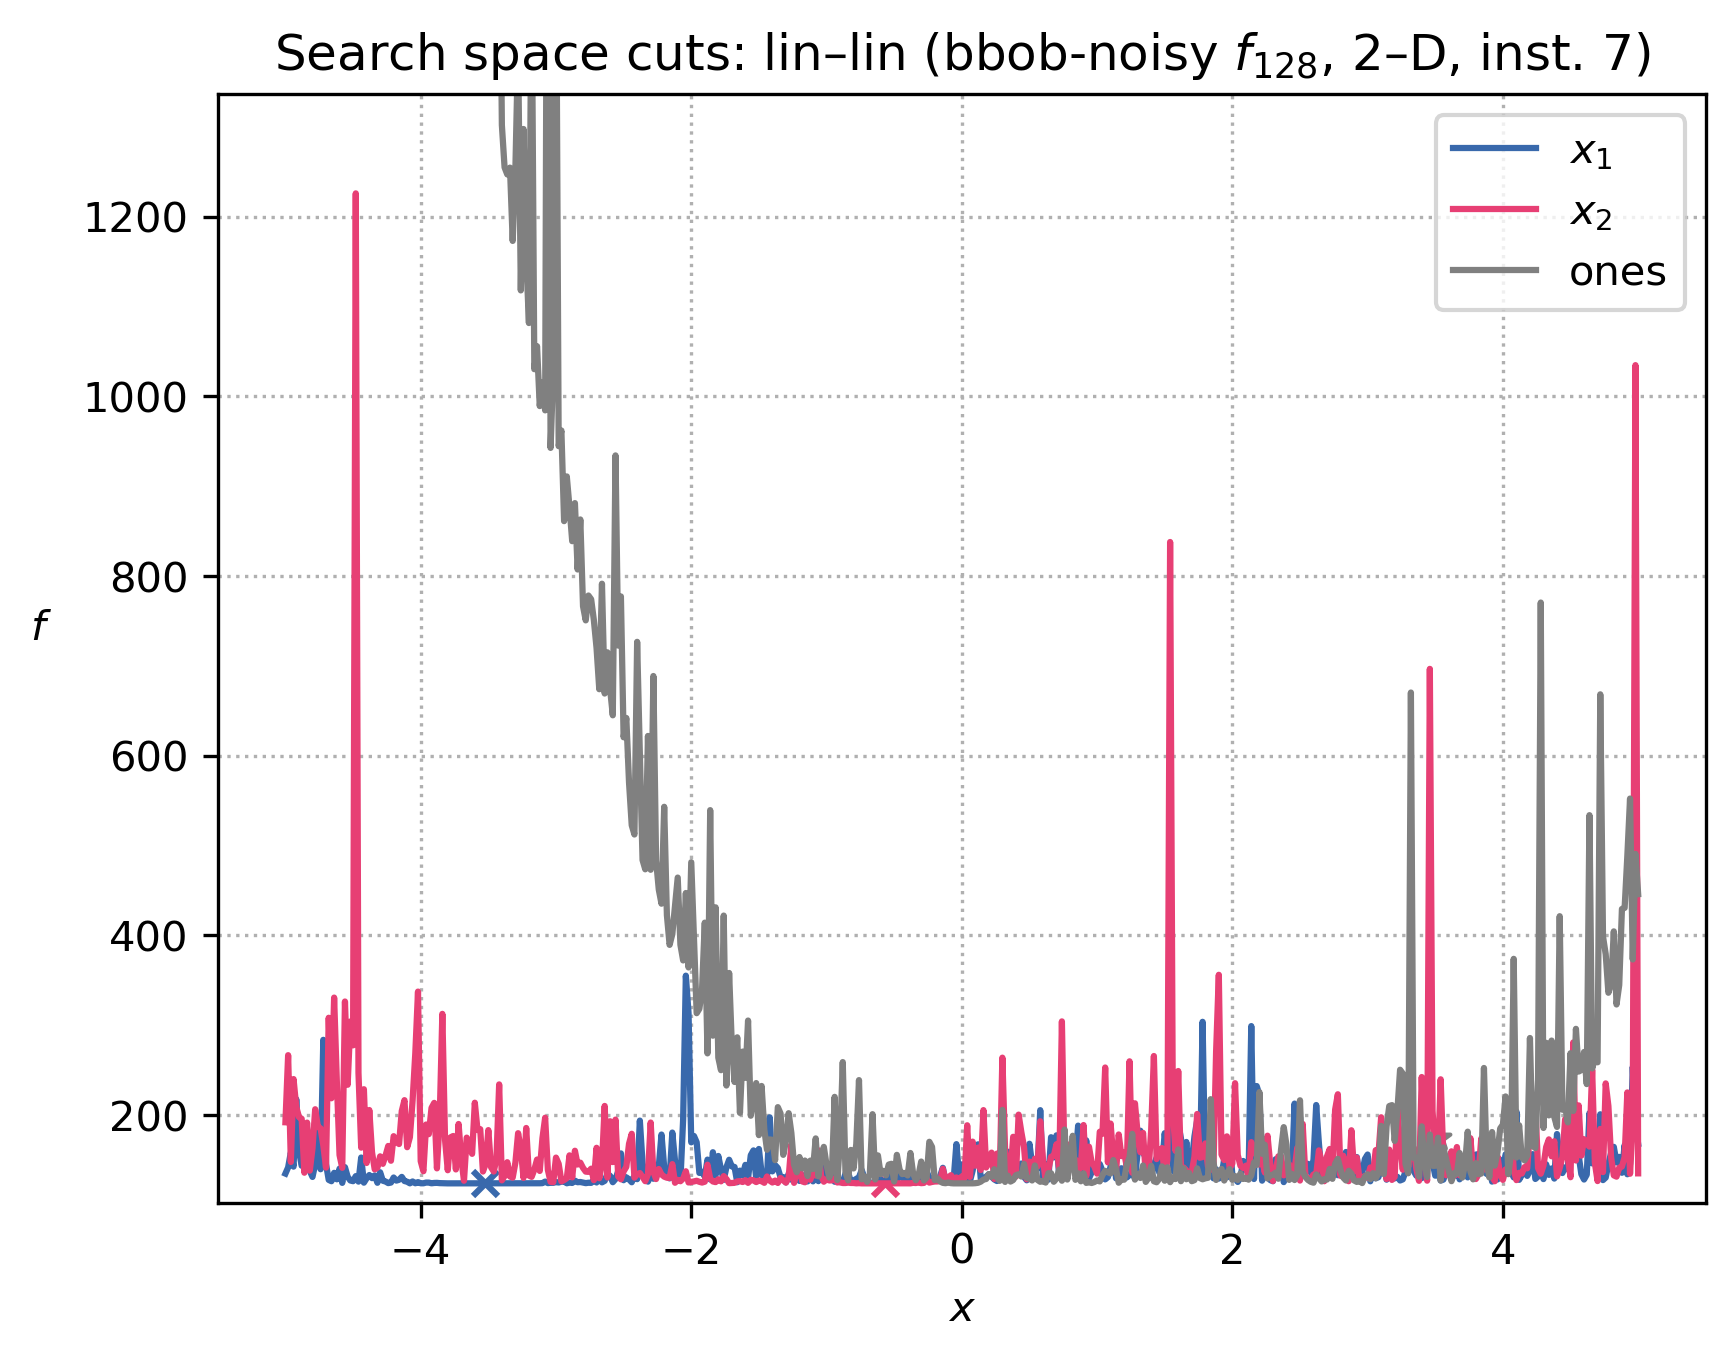 Search space cuts: lin–lin (bbob-noisy f₁₂₈, 2–D, inst. 7)
x₁
x₂
ones
1200
1000
800
600
400
200
f
−4 −2 0 2 4
x